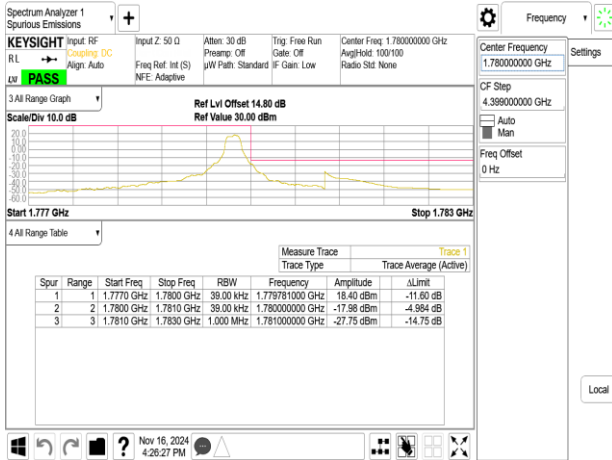 Spectrum Analyzer 1
Spurious Emissions
Frequency
KEYSIGHT
RL
PASS
Input: RF
Coupling: DC
Align: Auto
Input Z: 50 Ω
Freq Ref: Int (S)
NFE: Adaptive
Atten: 30 dB
Preamp: Off
µW Path: Standard
Trig: Free Run
Gate: Off
IF Gain: Low
Center Freq: 1.780000000 GHz
Avg|Hold: 100/100
Radio Std: None
Center Frequency
1.780000000 GHz
Settings
CF Step
4.399000000 GHz
Auto
Man
Freq Offset
0 Hz
Local
3 All Range Graph
Scale/Div 10.0 dB
Ref Lvl Offset 14.80 dB
Ref Value 30.00 dBm
20.0
10.0
0.00
-10.0
-20.0
-30.0
-40.0
-50.0
-60.0
Start 1.777 GHz
Stop 1.783 GHz
4 All Range Table
Measure Trace Trace 1
Trace Type Trace Average (Active)
Spur Range Start Freq Stop Freq RBW Frequency Amplitude ΔLimit
1 1 1.7770 GHz 1.7800 GHz 39.00 kHz 1.779781000 GHz 18.40 dBm -11.60 dB
2 2 1.7800 GHz 1.7810 GHz 39.00 kHz 1.780000000 GHz -17.98 dBm -4.984 dB
3 3 1.7810 GHz 1.7830 GHz 1.000 MHz 1.781000000 GHz -27.75 dBm -14.75 dB
?
Nov 16, 2024
4:26:27 PM